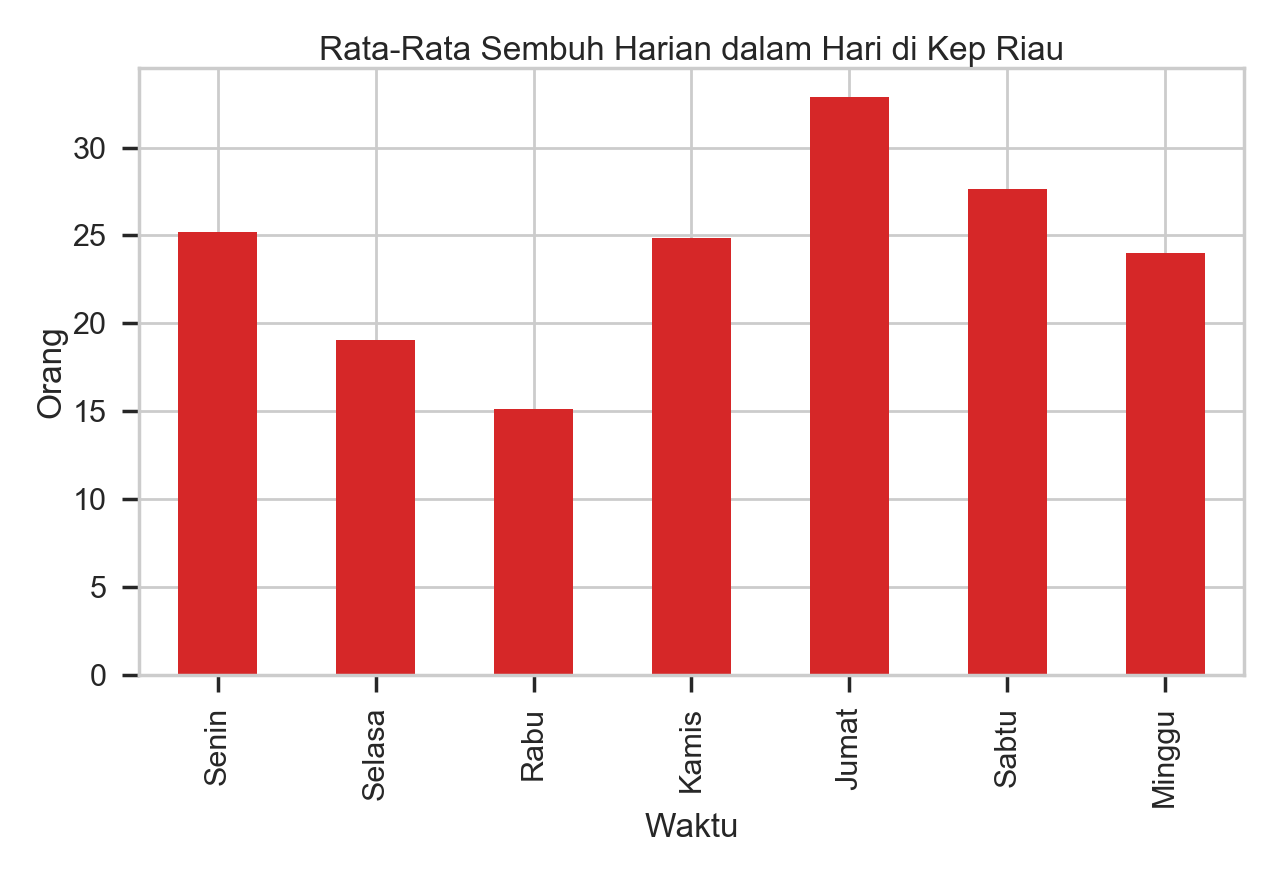 Rata-Rata Sembuh Harian dalam Hari di Kep Riau
Orang
30
25
20
15
10
5
0
Senin
Selasa
Rabu
Kamis
Jumat
Sabtu
Minggu
Waktu